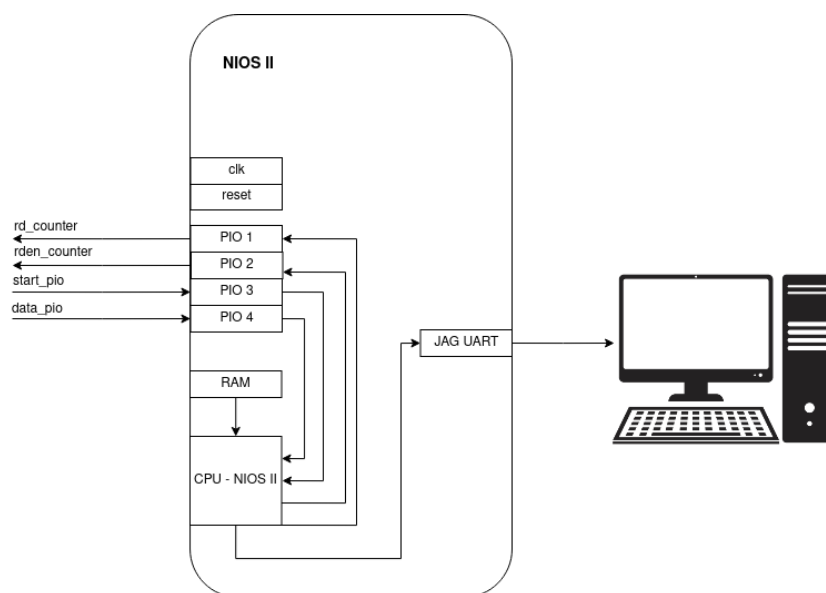 NIOS II
clk
reset
rd_counter
PIO 1
rden_counter
PIO 2
start_pio
PIO 3
data_pio
PIO 4
JAG UART
RAM
CPU - NIOS II